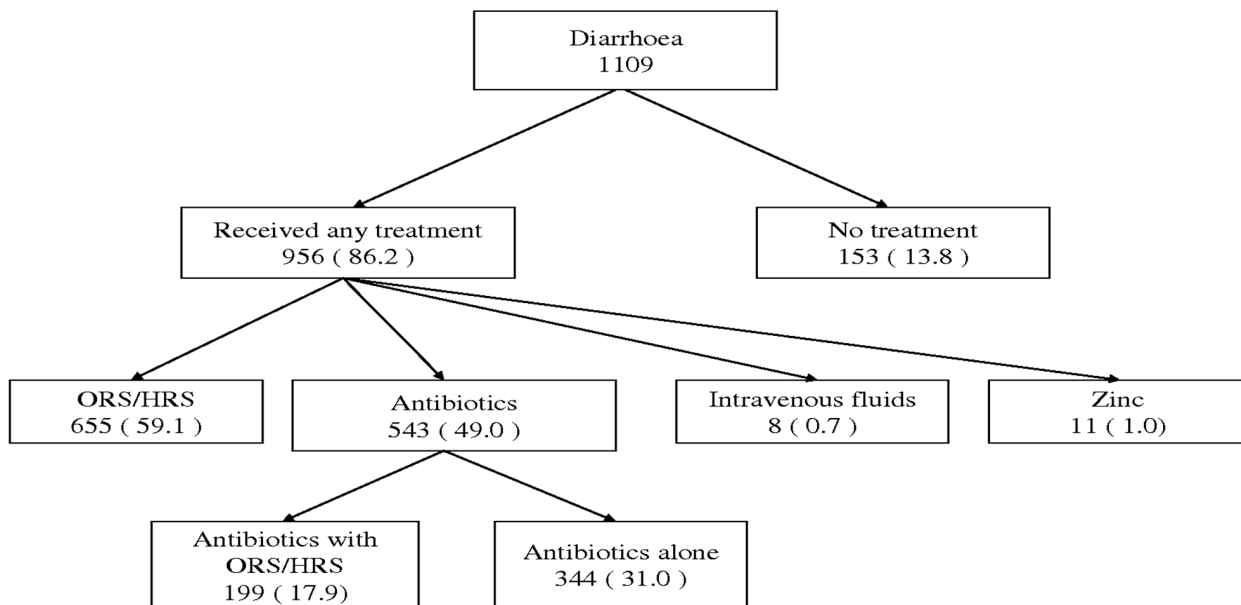 Diarrhoea
1109
Received any treatment
956 ( 86.2 )
No treatment
153 ( 13.8 )
ORS/HRS
655 ( 59.1 )
Antibiotics
543 ( 49.0 )
Intravenous fluids
8 ( 0.7 )
Zinc
11 ( 1.0)
Antibiotics with
ORS/HRS
199 ( 17.9)
Antibiotics alone
344 ( 31.0 )